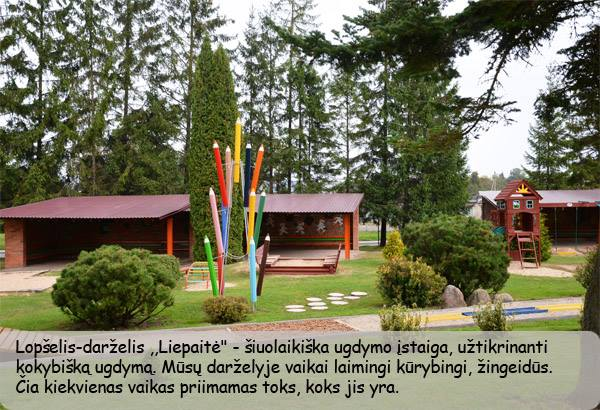 Lopšelis-darželis ,,Liepaitė" - šiuolaikiška ugdymo įstaiga, užtikrinanti
kokybišką ugdymą. Mūsų darželyje vaikai laimingi kūrybingi, žingeidūs.
Čia kiekvienas vaikas priimamas toks, koks jis yra.